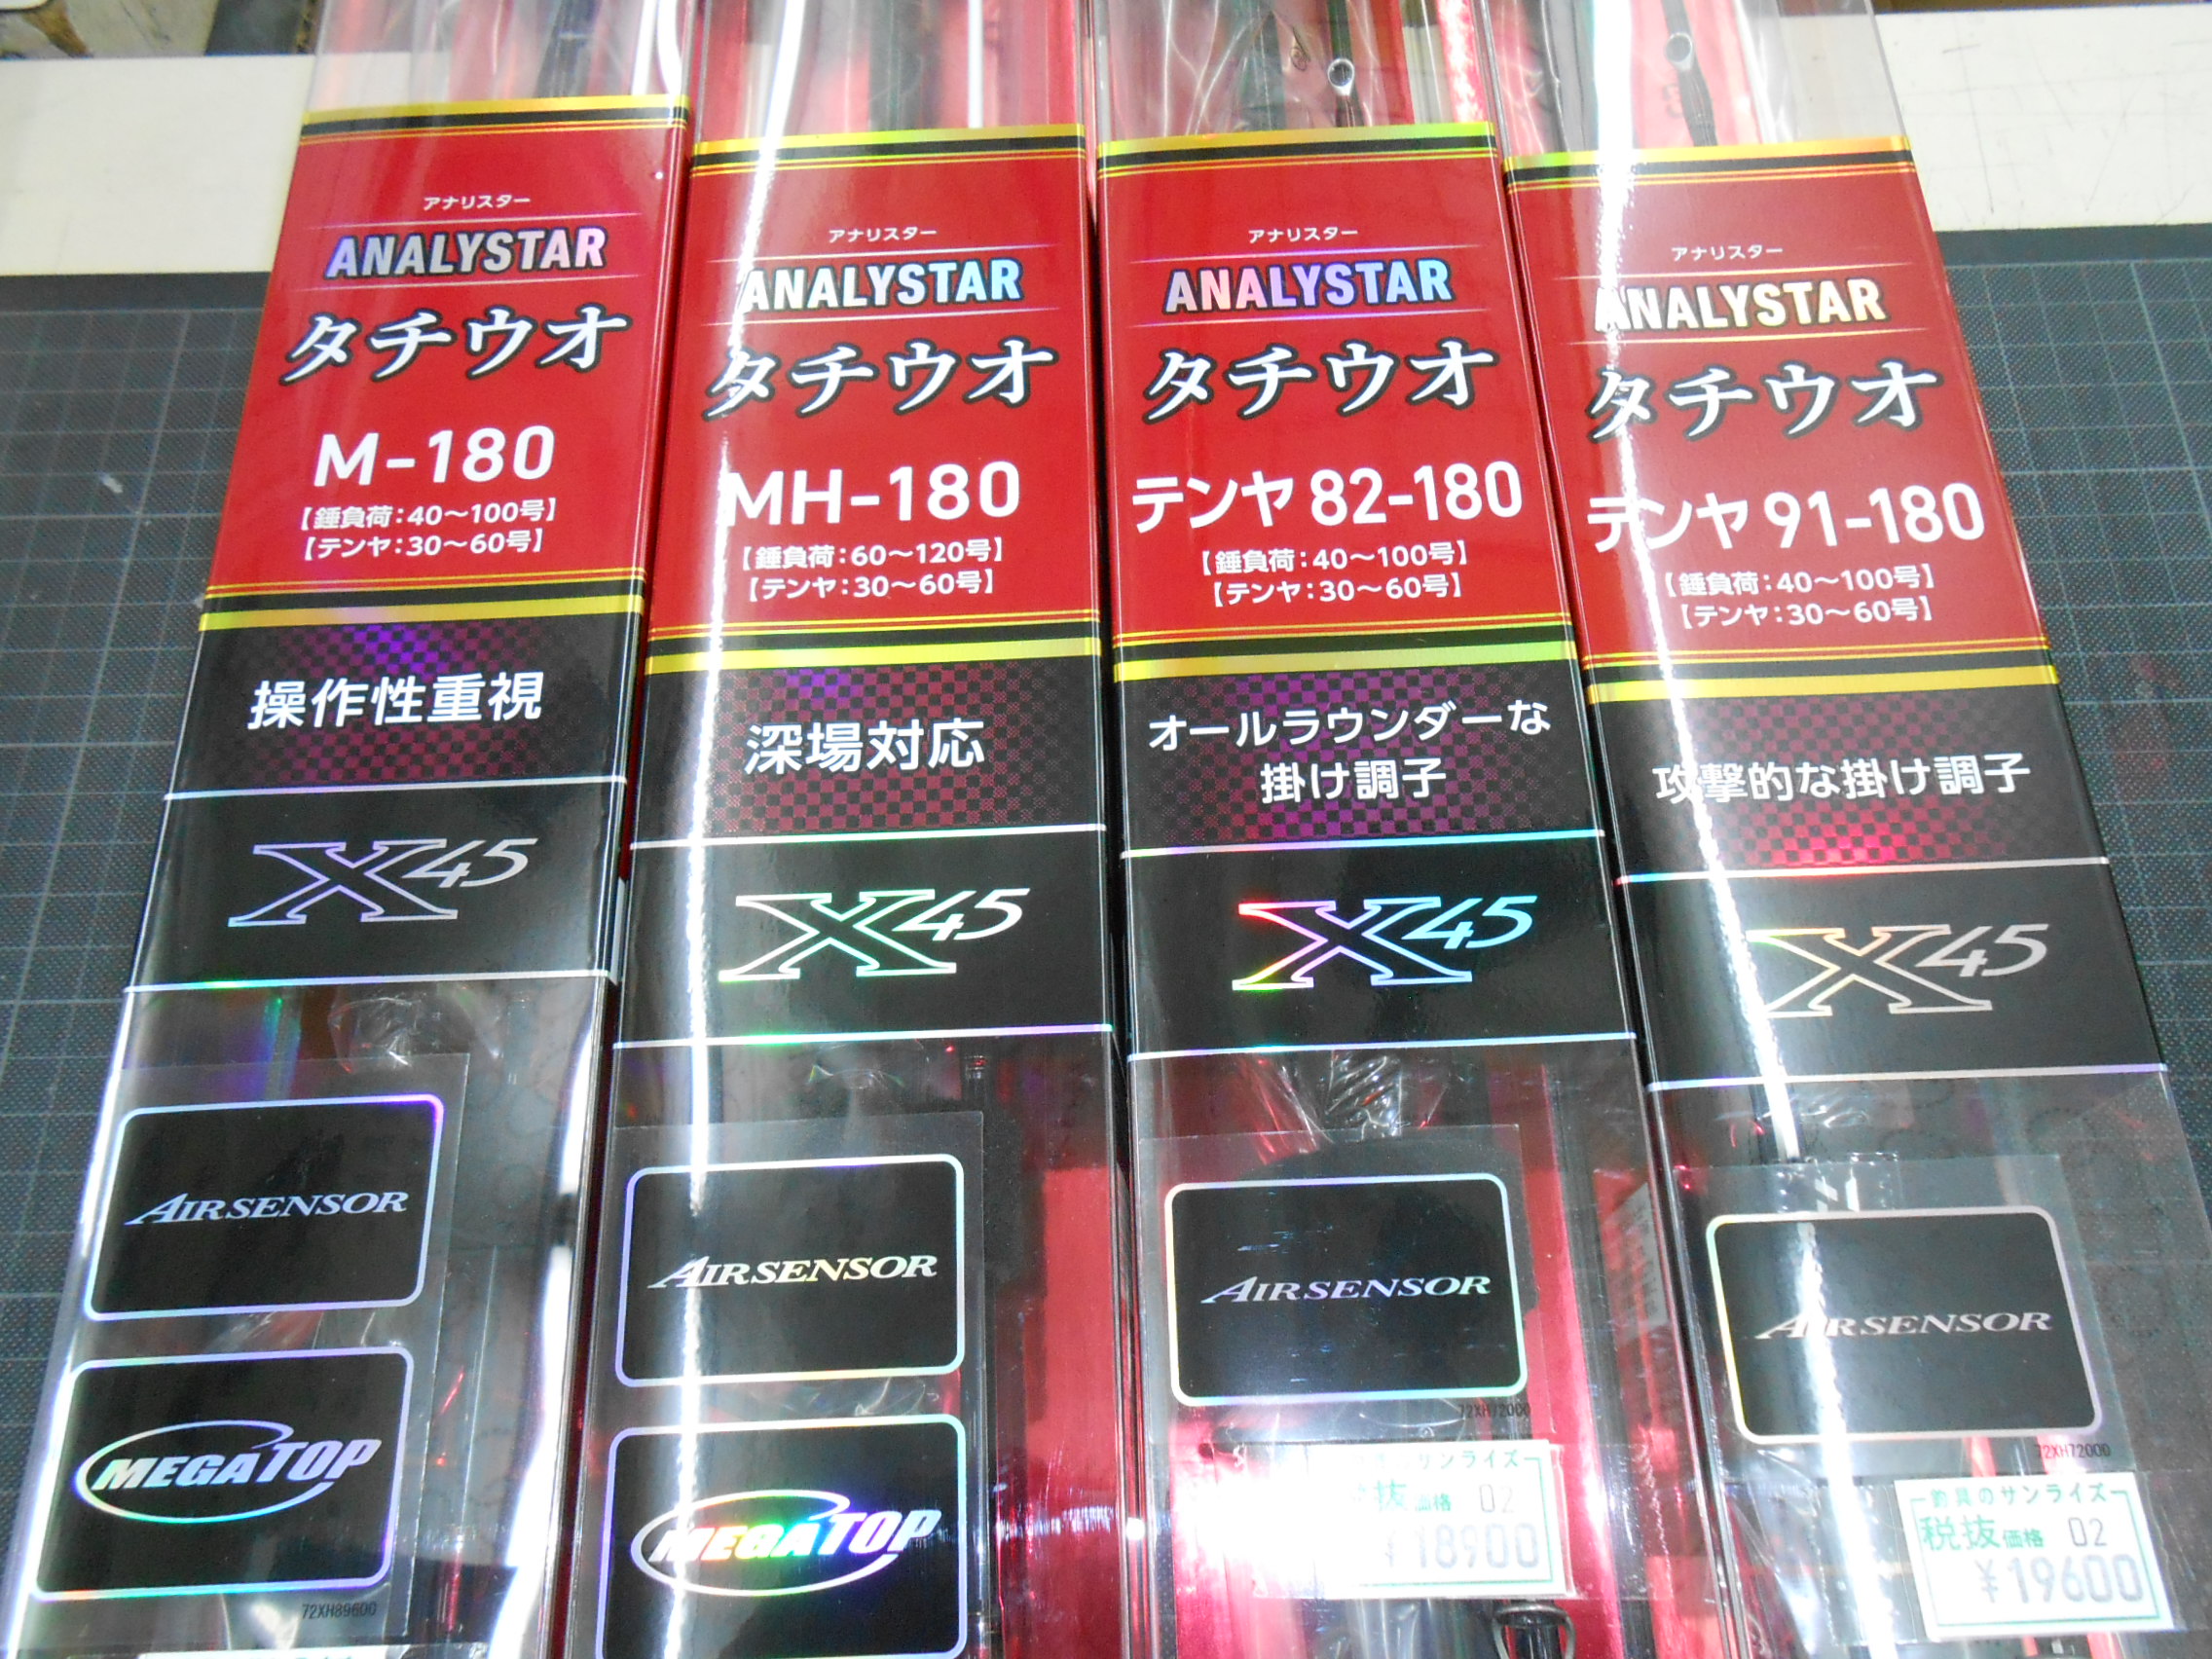 アナリスター
ANALYSTAR
タチウオ
M-180
【錘負荷:40〜100号】
【テンヤ:30〜60号】
操作性重視
X45
AIRSENSOR
MEGATOP
72XH89600
アナリスター
ANALYSTAR
タチウオ
MH-180
【錘負荷:60〜120号】
【テンヤ:30〜60号】
深場対応
X45
AIRSENSOR
MEGATOP
アナリスター
ANALYSTAR
タチウオ
テンヤ82-180
【錘負荷:40〜100号】
【テンヤ:30〜60号】
オールラウンダーな
掛け調子
X45
AIRSENSOR
72XH72000
サンライズ
抜価格 02
¥18900
アナリスター
ANALYSTAR
タチウオ
テンヤ91-180
【錘負荷:40〜100号】
【テンヤ:30〜60号】
攻撃的な掛け調子
X45
AIRSENSOR
72XH72000
釣具のサンライズ
税抜価格 02
¥19600